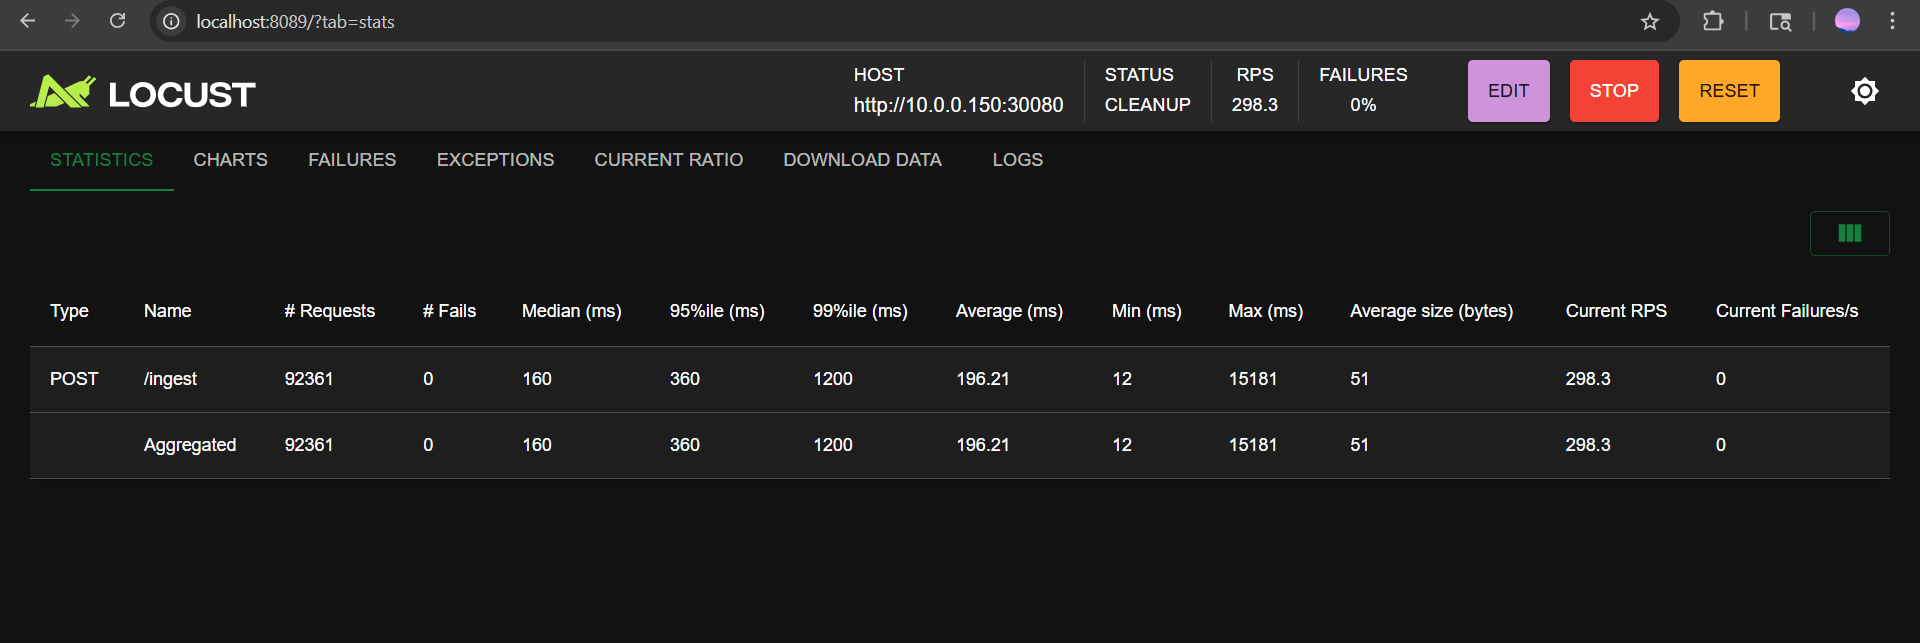 localhost:8089/?tab=stats
LOCUST
HOST
http://10.0.0.150:30080
STATUS
CLEANUP
RPS
298.3
FAILURES
0%
EDIT
STOP
RESET
STATISTICS CHARTS FAILURES EXCEPTIONS CURRENT RATIO DOWNLOAD DATA LOGS
Type Name # Requests # Fails Median (ms) 95%ile (ms) 99%ile (ms) Average (ms) Min (ms) Max (ms) Average size (bytes) Current RPS Current Failures/s
POST /ingest 92361 0 160 360 1200 196.21 12 15181 51 298.3 0
Aggregated 92361 0 160 360 1200 196.21 12 15181 51 298.3 0